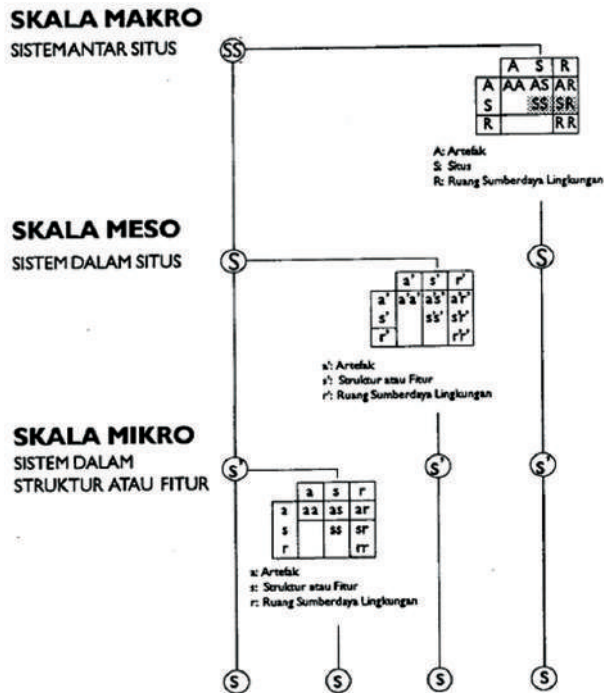 SKALA MAKRO
SISTEMANTAR SITUS
SS
A S R
A AA AS AR
S SS SR
R RR
A: Artefak
S: Situs
R: Ruang Sumberdaya Lingkungan
SKALA MESO
SISTEM DALAM SITUS
S
S
a' s' r'
a' a'a' a's' a'r'
s' s's' s'r'
r' r'r'
a': Artefak
s': Struktur atau Fitur
r': Ruang Sumberdaya Lingkungan
SKALA MIKRO
SISTEM DALAM
STRUKTUR ATAU FITUR
s'
s'
s'
a s r
a aa as ar
s ss sr
r rr
a: Artefak
s: Struktur atau Fitur
r: Ruang Sumberdaya Lingkungan
s s s s